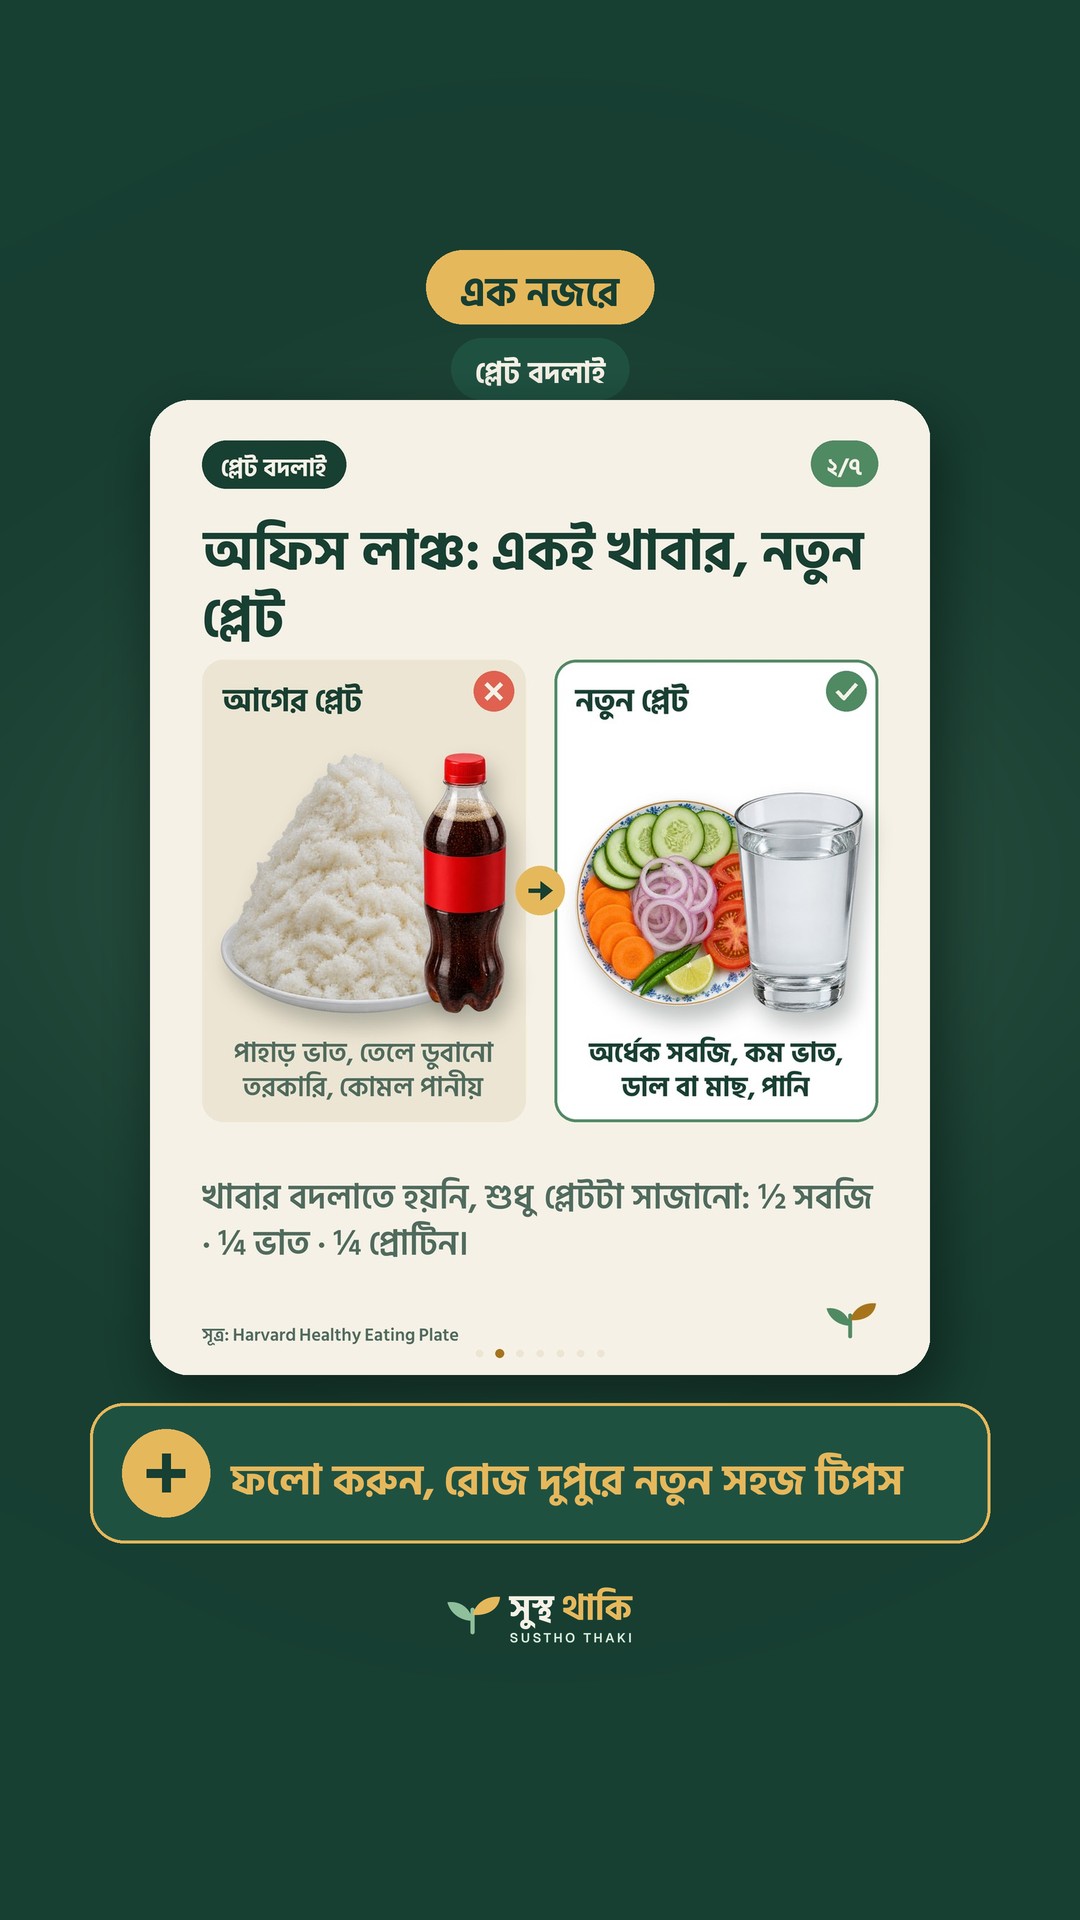 এক নজরে
প্লেট বদলাই
প্লেট বদলাই
২/৭
অফিস লাঞ্চ: একই খাবার, নতুন
প্লেট
আগের প্লেট
নতুন প্লেট
পাহাড় ভাত, তেলে ডুবানো
তরকারি, কোমল পানীয়
অর্ধেক সবজি, কম ভাত,
ডাল বা মাছ, পানি
খাবার বদলাতে হয়নি, শুধু প্লেটটা সাজানো: ½ সবজি
· ¼ ভাত · ¼ প্রোটিন।
সূত্র: Harvard Healthy Eating Plate
ফলো করুন, রোজ দুপুরে নতুন সহজ টিপস
সুস্থ থাকি
SUSTHO THAKI